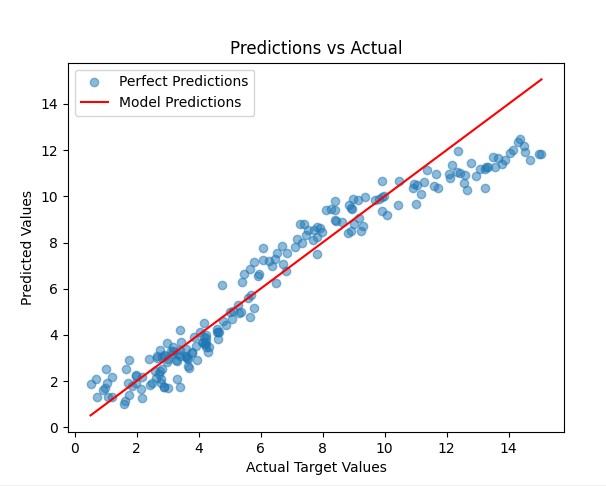 Predictions vs Actual
Perfect Predictions
Model Predictions
14
12
10
8
6
4
2
0
Predicted Values
0 2 4 6 8 10 12 14
Actual Target Values